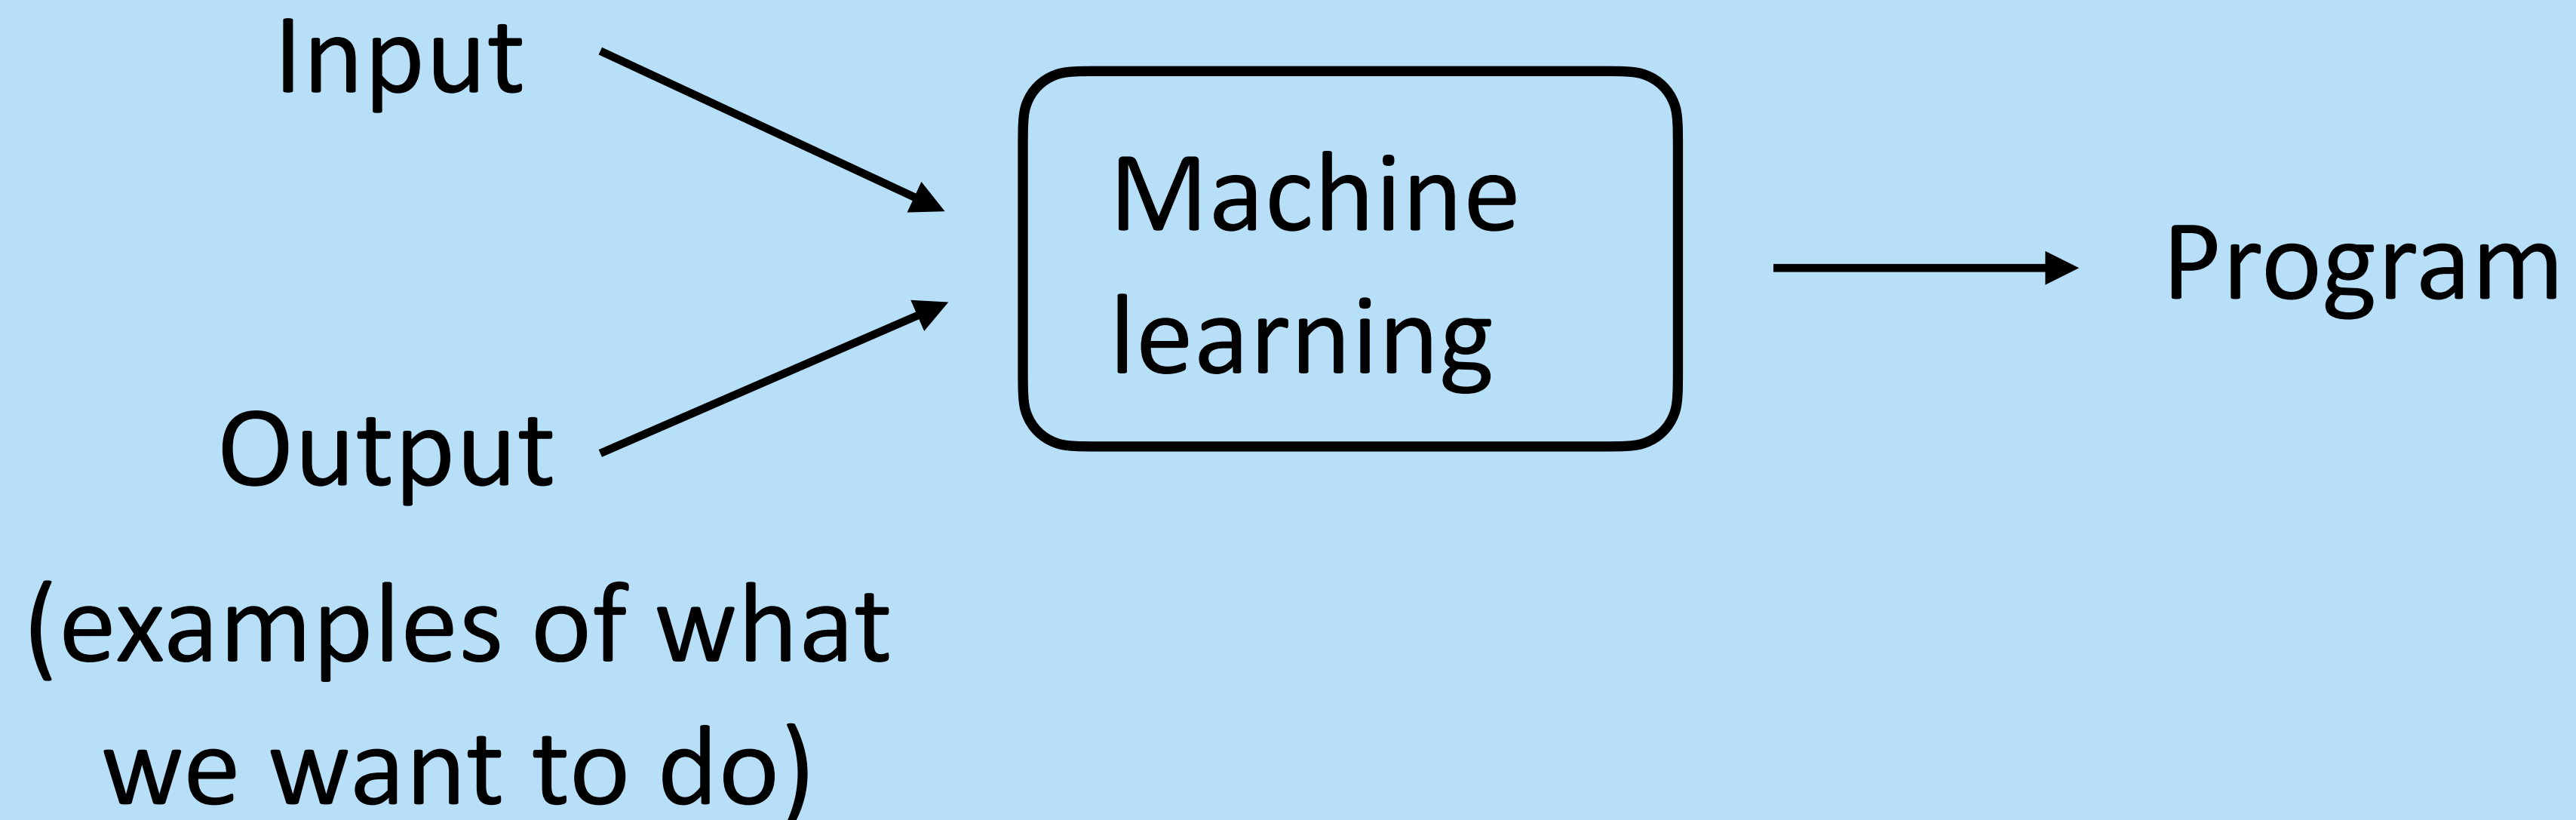 Input
Output
(examples of what
we want to do)
Machine
learning
Program